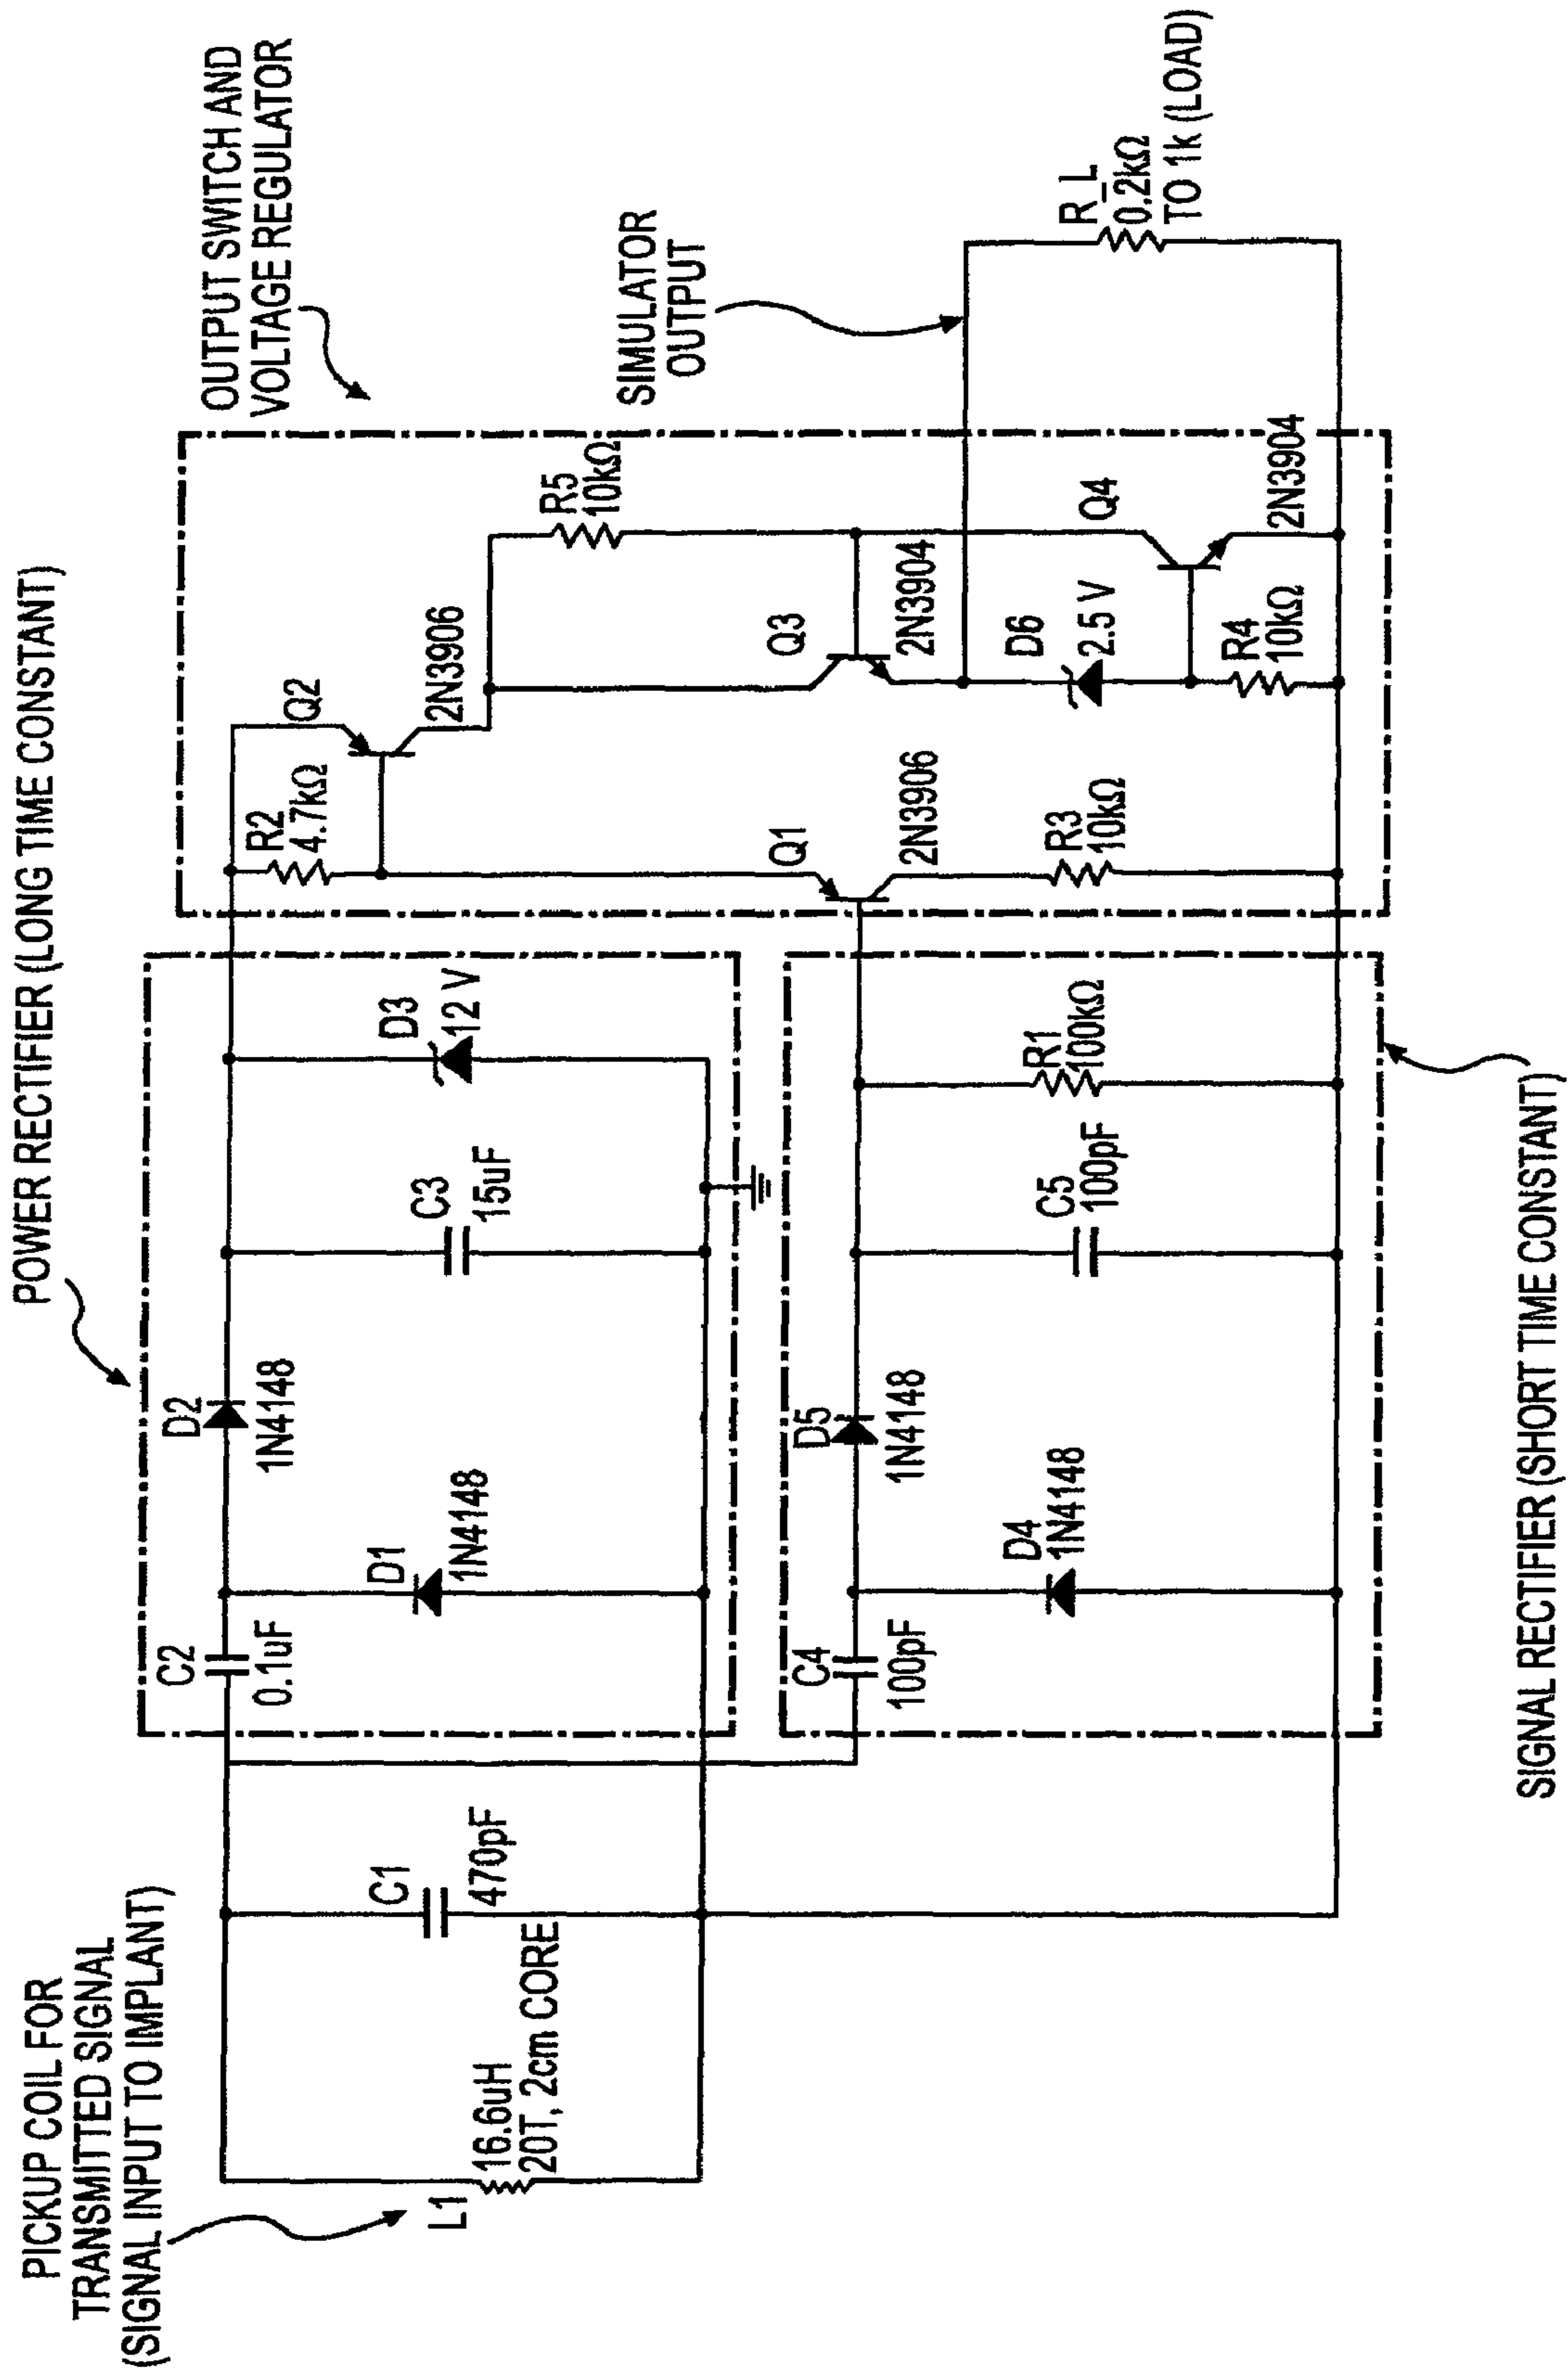 PICKUP COIL FOR
TRANSMITTED SIGNAL
(SIGNAL INPUT TO IMPLANT)
POWER RECTIFIER (LONG TIME CONSTANT)
OUTPUT SWITCH AND
VOLTAGE REGULATOR
SIMULATOR
OUTPUT
L1
16.6uH
20T, 2cm CORE
C1
470pF
C2
0.1uF
D1
1N4148
D2
1N4148
C3
15uF
D3
12 V
C4
100pF
D4
1N4148
D5
1N4148
C5
100pF
R1
100kΩ
R2
4.7kΩ
Q2
2N3906
Q1
2N3906
R3
10kΩ
R5
10kΩ
Q3
2N3904
D6
2.5 V
Q4
2N3904
R4
10kΩ
R_L
0.2kΩ
TO 1k (LOAD)
SIGNAL RECTIFIER (SHORT TIME CONSTANT)